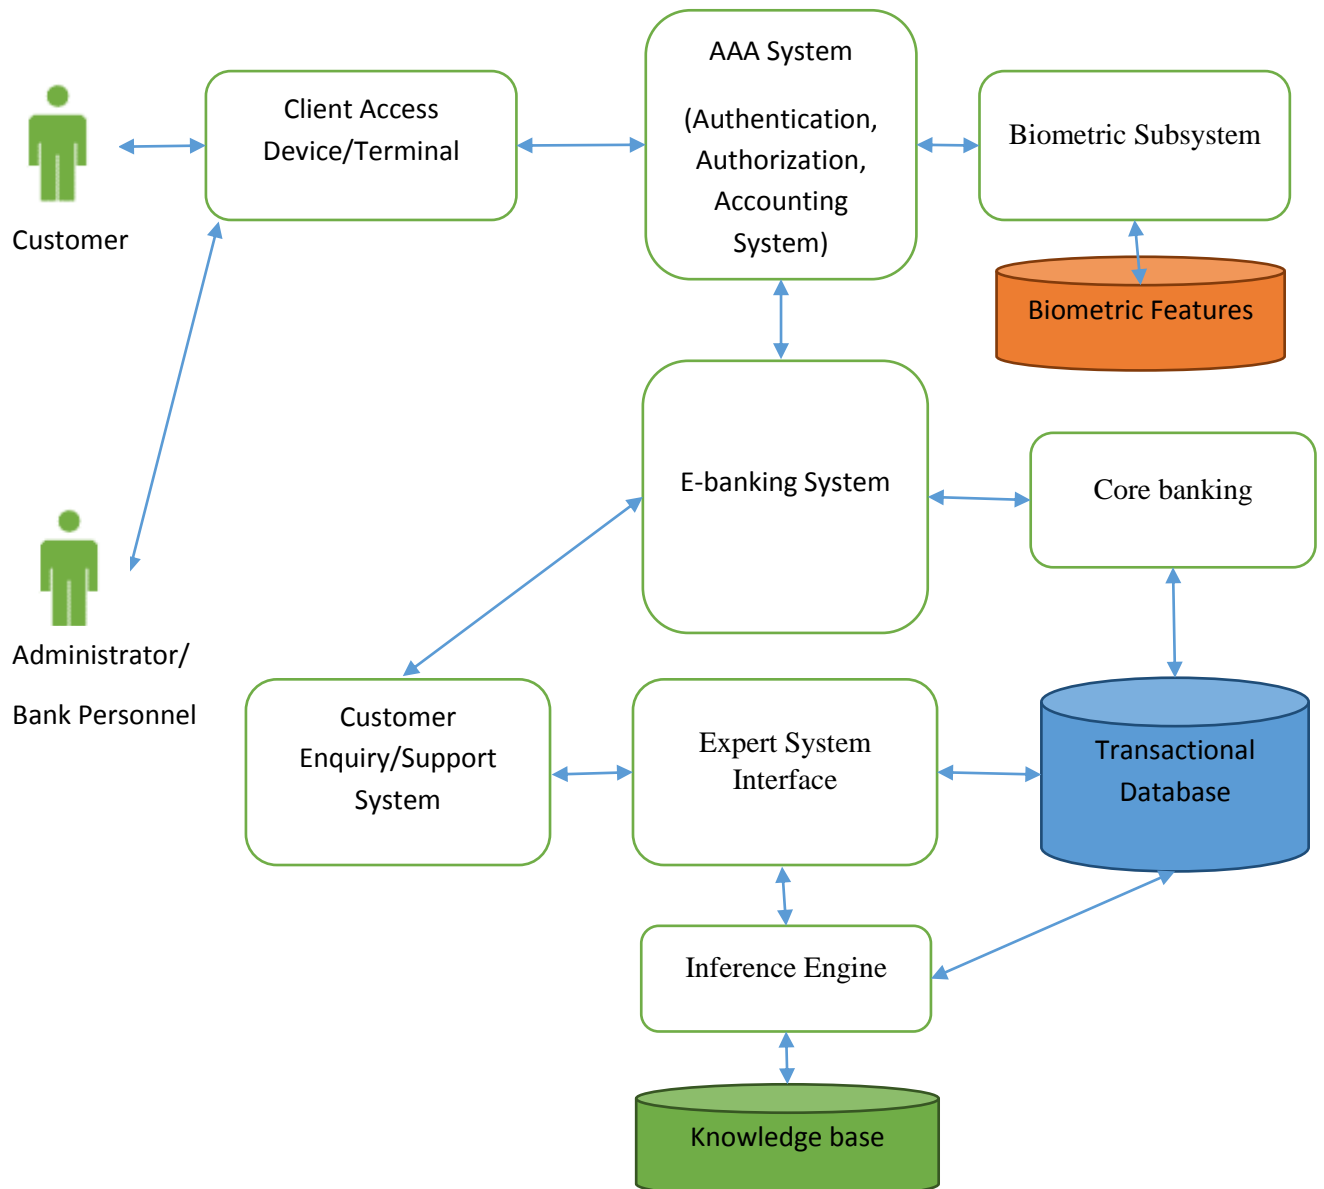 AAA System
(Authentication,
Authorization,
Accounting
System)
Client Access
Device/Terminal
Biometric Subsystem
Customer
Biometric Features
E-banking System
Core banking
Administrator/
Bank Personnel
Customer
Enquiry/Support
System
Expert System
Interface
Transactional
Database
Inference Engine
Knowledge base